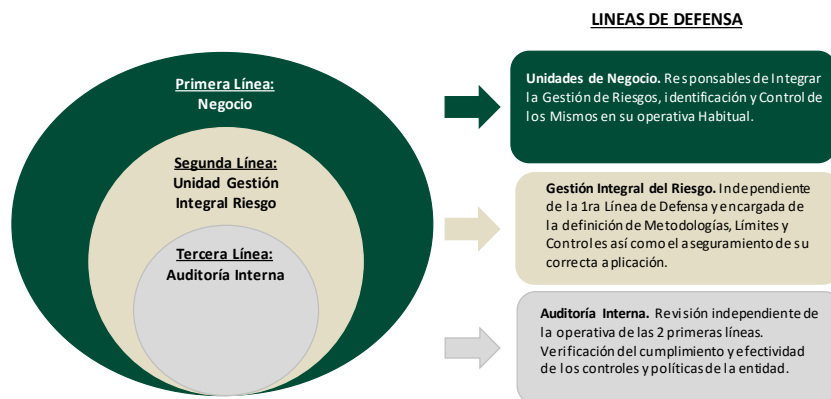 LINEAS DE DEFENSA
Primera Línea:
Negocio
Segunda Línea:
Unidad Gestión
Integral Riesgo
Tercera Línea:
Auditoría Interna
Unidades de Negocio. Responsables de Integrar
la Gestión de Riesgos, identificación y Control de
los Mismos en su operativa Habitual.
Gestión Integral del Riesgo. Independiente
de la 1ra Línea de Defensa y encargada de
la definición de Metodologías, Límites y
Controles así como el aseguramiento de su
correcta aplicación.
Auditoría Interna. Revisión independiente de
la operativa de las 2 primeras líneas.
Verificación del cumplimiento y efectividad
de los controles y políticas de la entidad.